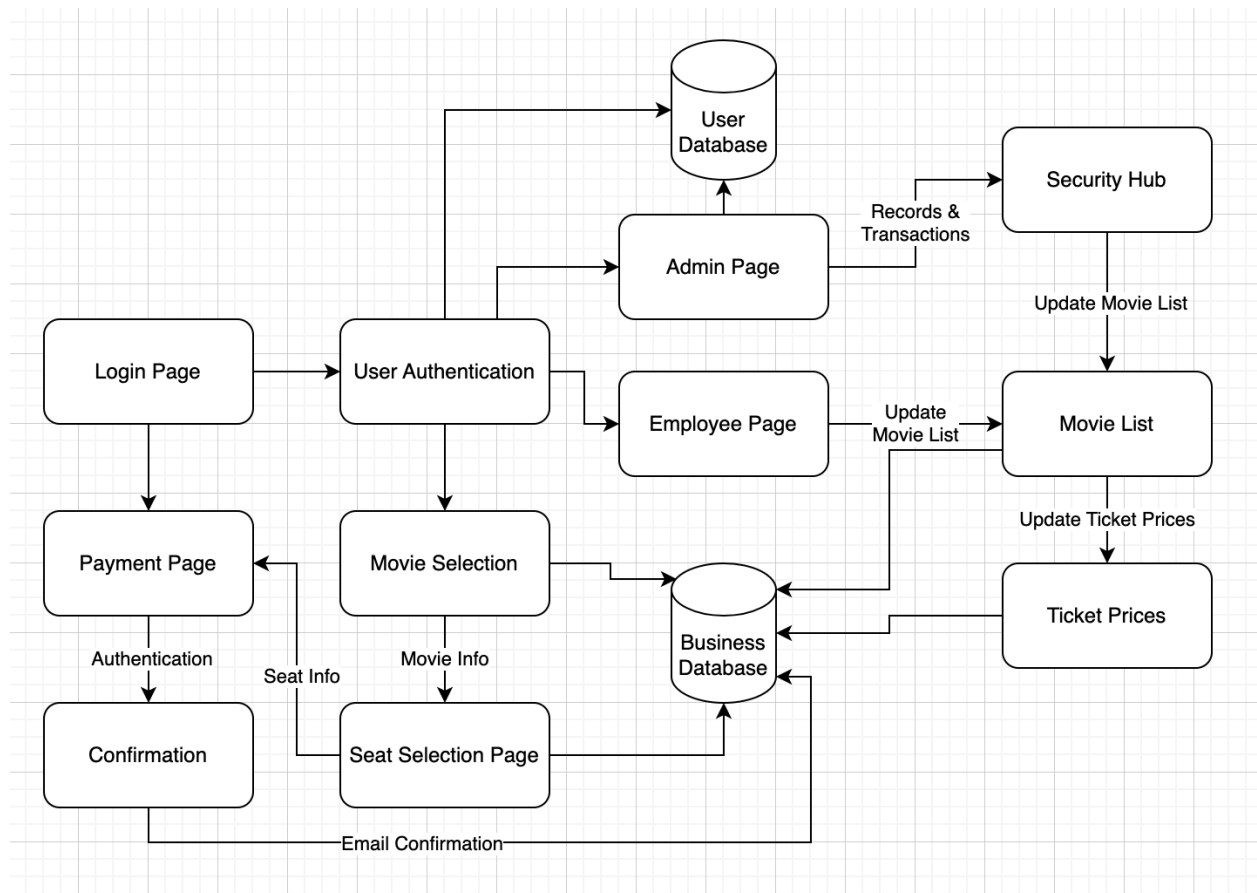 User
Database
Security Hub
Records &
Transactions
Admin Page
Update Movie List
Login Page
User Authentication
Employee Page
Update
Movie List
Movie List
Update Ticket Prices
Payment Page
Movie Selection
Business
Database
Ticket Prices
Authentication
Movie Info
Seat Info
Confirmation
Seat Selection Page
Email Confirmation